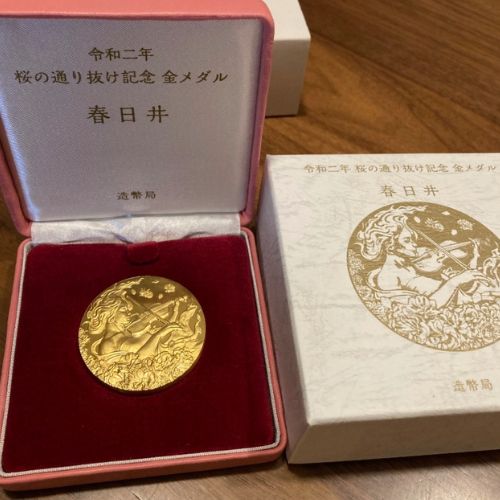 令和二年
桜の通り抜け記念 金メダル
春日井
造幣局
令和二年 桜の通り抜け記念 金メダル
春日井
造幣局